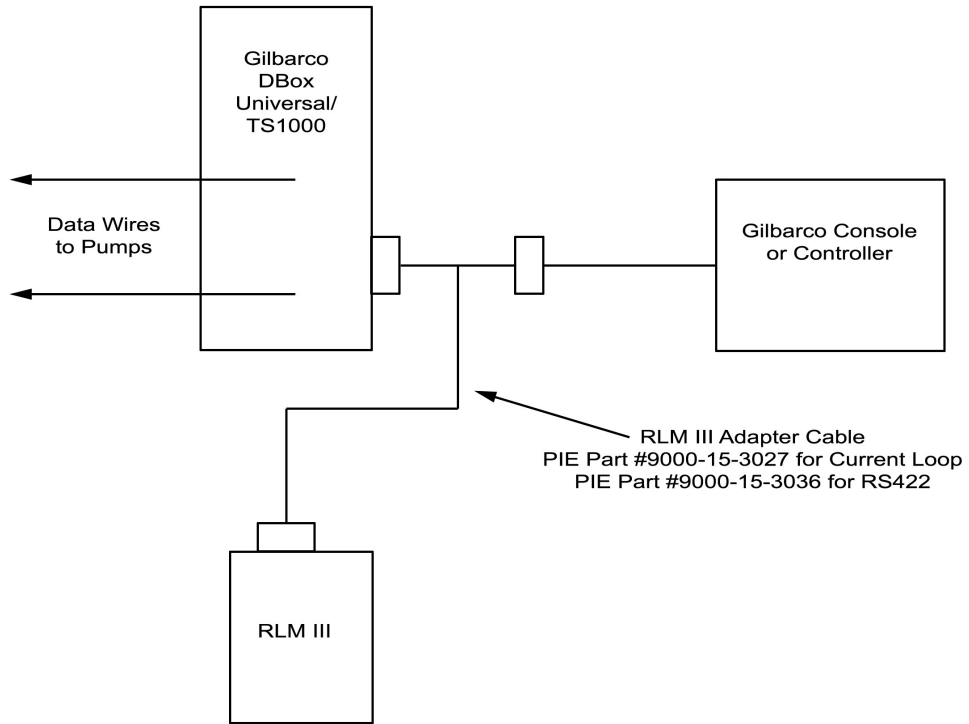 Gilbarco
DBox
Universal/
TS1000
Data Wires
to Pumps
Gilbarco Console
or Controller
RLM III Adapter Cable
PIE Part #9000-15-3027 for Current Loop
PIE Part #9000-15-3036 for RS422
RLM III